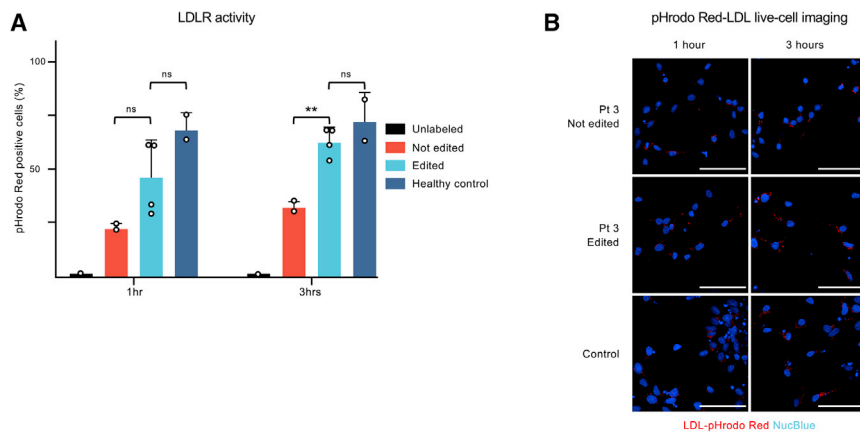 A
LDLR activity
pHrodo Red positive cells (%)
100
50
ns
ns
**
ns
1hr
3hrs
Unlabeled
Not edited
Edited
Healthy control
B
pHrodo Red-LDL live-cell imaging
1 hour
3 hours
Pt 3
Not edited
Pt 3
Edited
Control
LDL-pHrodo Red NucBlue